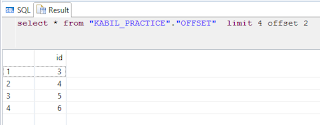 SQL Result
select * from "KABIL_PRACTICE"."OFFSET" limit 4 offset 2
id
1 3
2 4
3 5
4 6